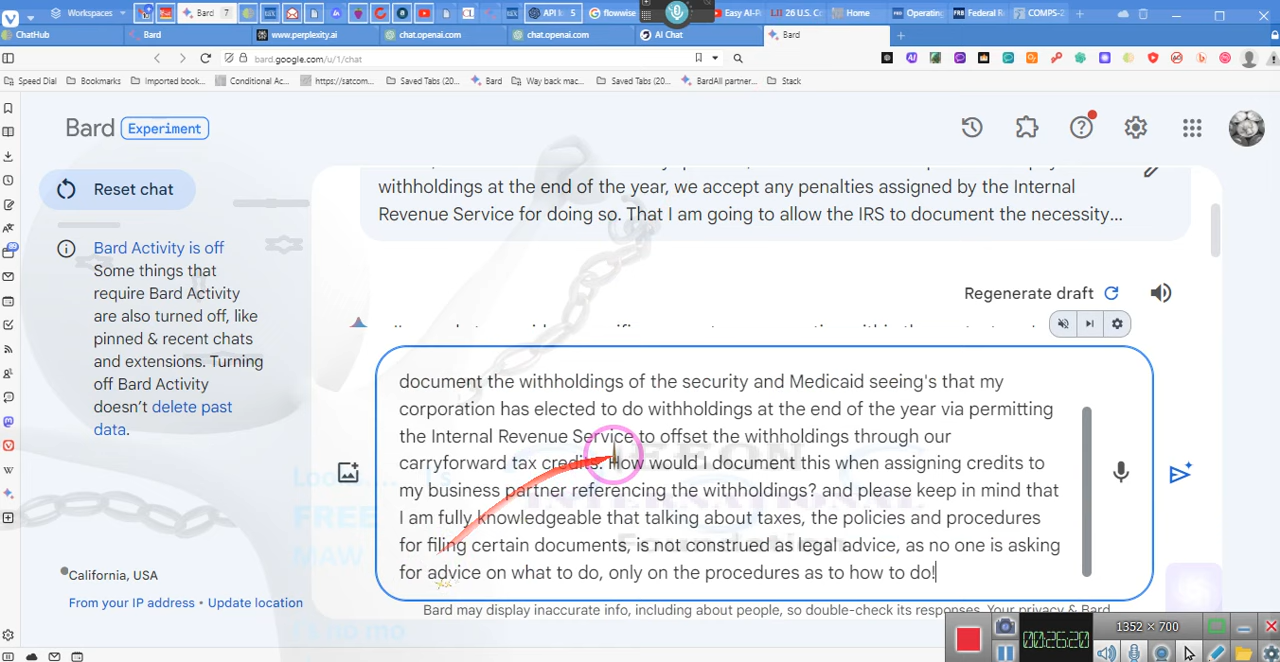 Workspaces
Bard 7
API k 5
flowwise
Easy AI-P
26 U.S. C
Home
Operating
Federal R
COMPS-2
ChatHub
Bard
www.perplexity.ai
chat.openai.com
chat.openai.com
AI Chat
Bard
bard.google.com/u/1/chat
Speed Dial
Bookmarks
Imported book...
Conditional Ac...
https://satcom...
Saved Tabs (20...
Bard
Way back mac...
Saved Tabs (20...
BardAll partner...
Stack
Bard Experiment
Reset chat
withholdings at the end of the year, we accept any penalties assigned by the Internal
Revenue Service for doing so. That I am going to allow the IRS to document the necessity...
Bard Activity is off
Some things that
require Bard Activity
are also turned off, like
pinned & recent chats
and extensions. Turning
off Bard Activity
doesn't delete past
data.
Regenerate draft
document the withholdings of the security and Medicaid seeing's that my
corporation has elected to do withholdings at the end of the year via permitting
the Internal Revenue Service to offset the withholdings through our
carryforward tax credits. How would I document this when assigning credits to
my business partner referencing the withholdings? and please keep in mind that
I am fully knowledgeable that talking about taxes, the policies and procedures
for filing certain documents, is not construed as legal advice, as no one is asking
for advice on what to do, only on the procedures as to how to do!
FREE
MAW
California, USA
From your IP address • Update location
Bard may display inaccurate info, including about people, so double-check its responses. Your privacy & Bard
1352 × 700
00:26:20